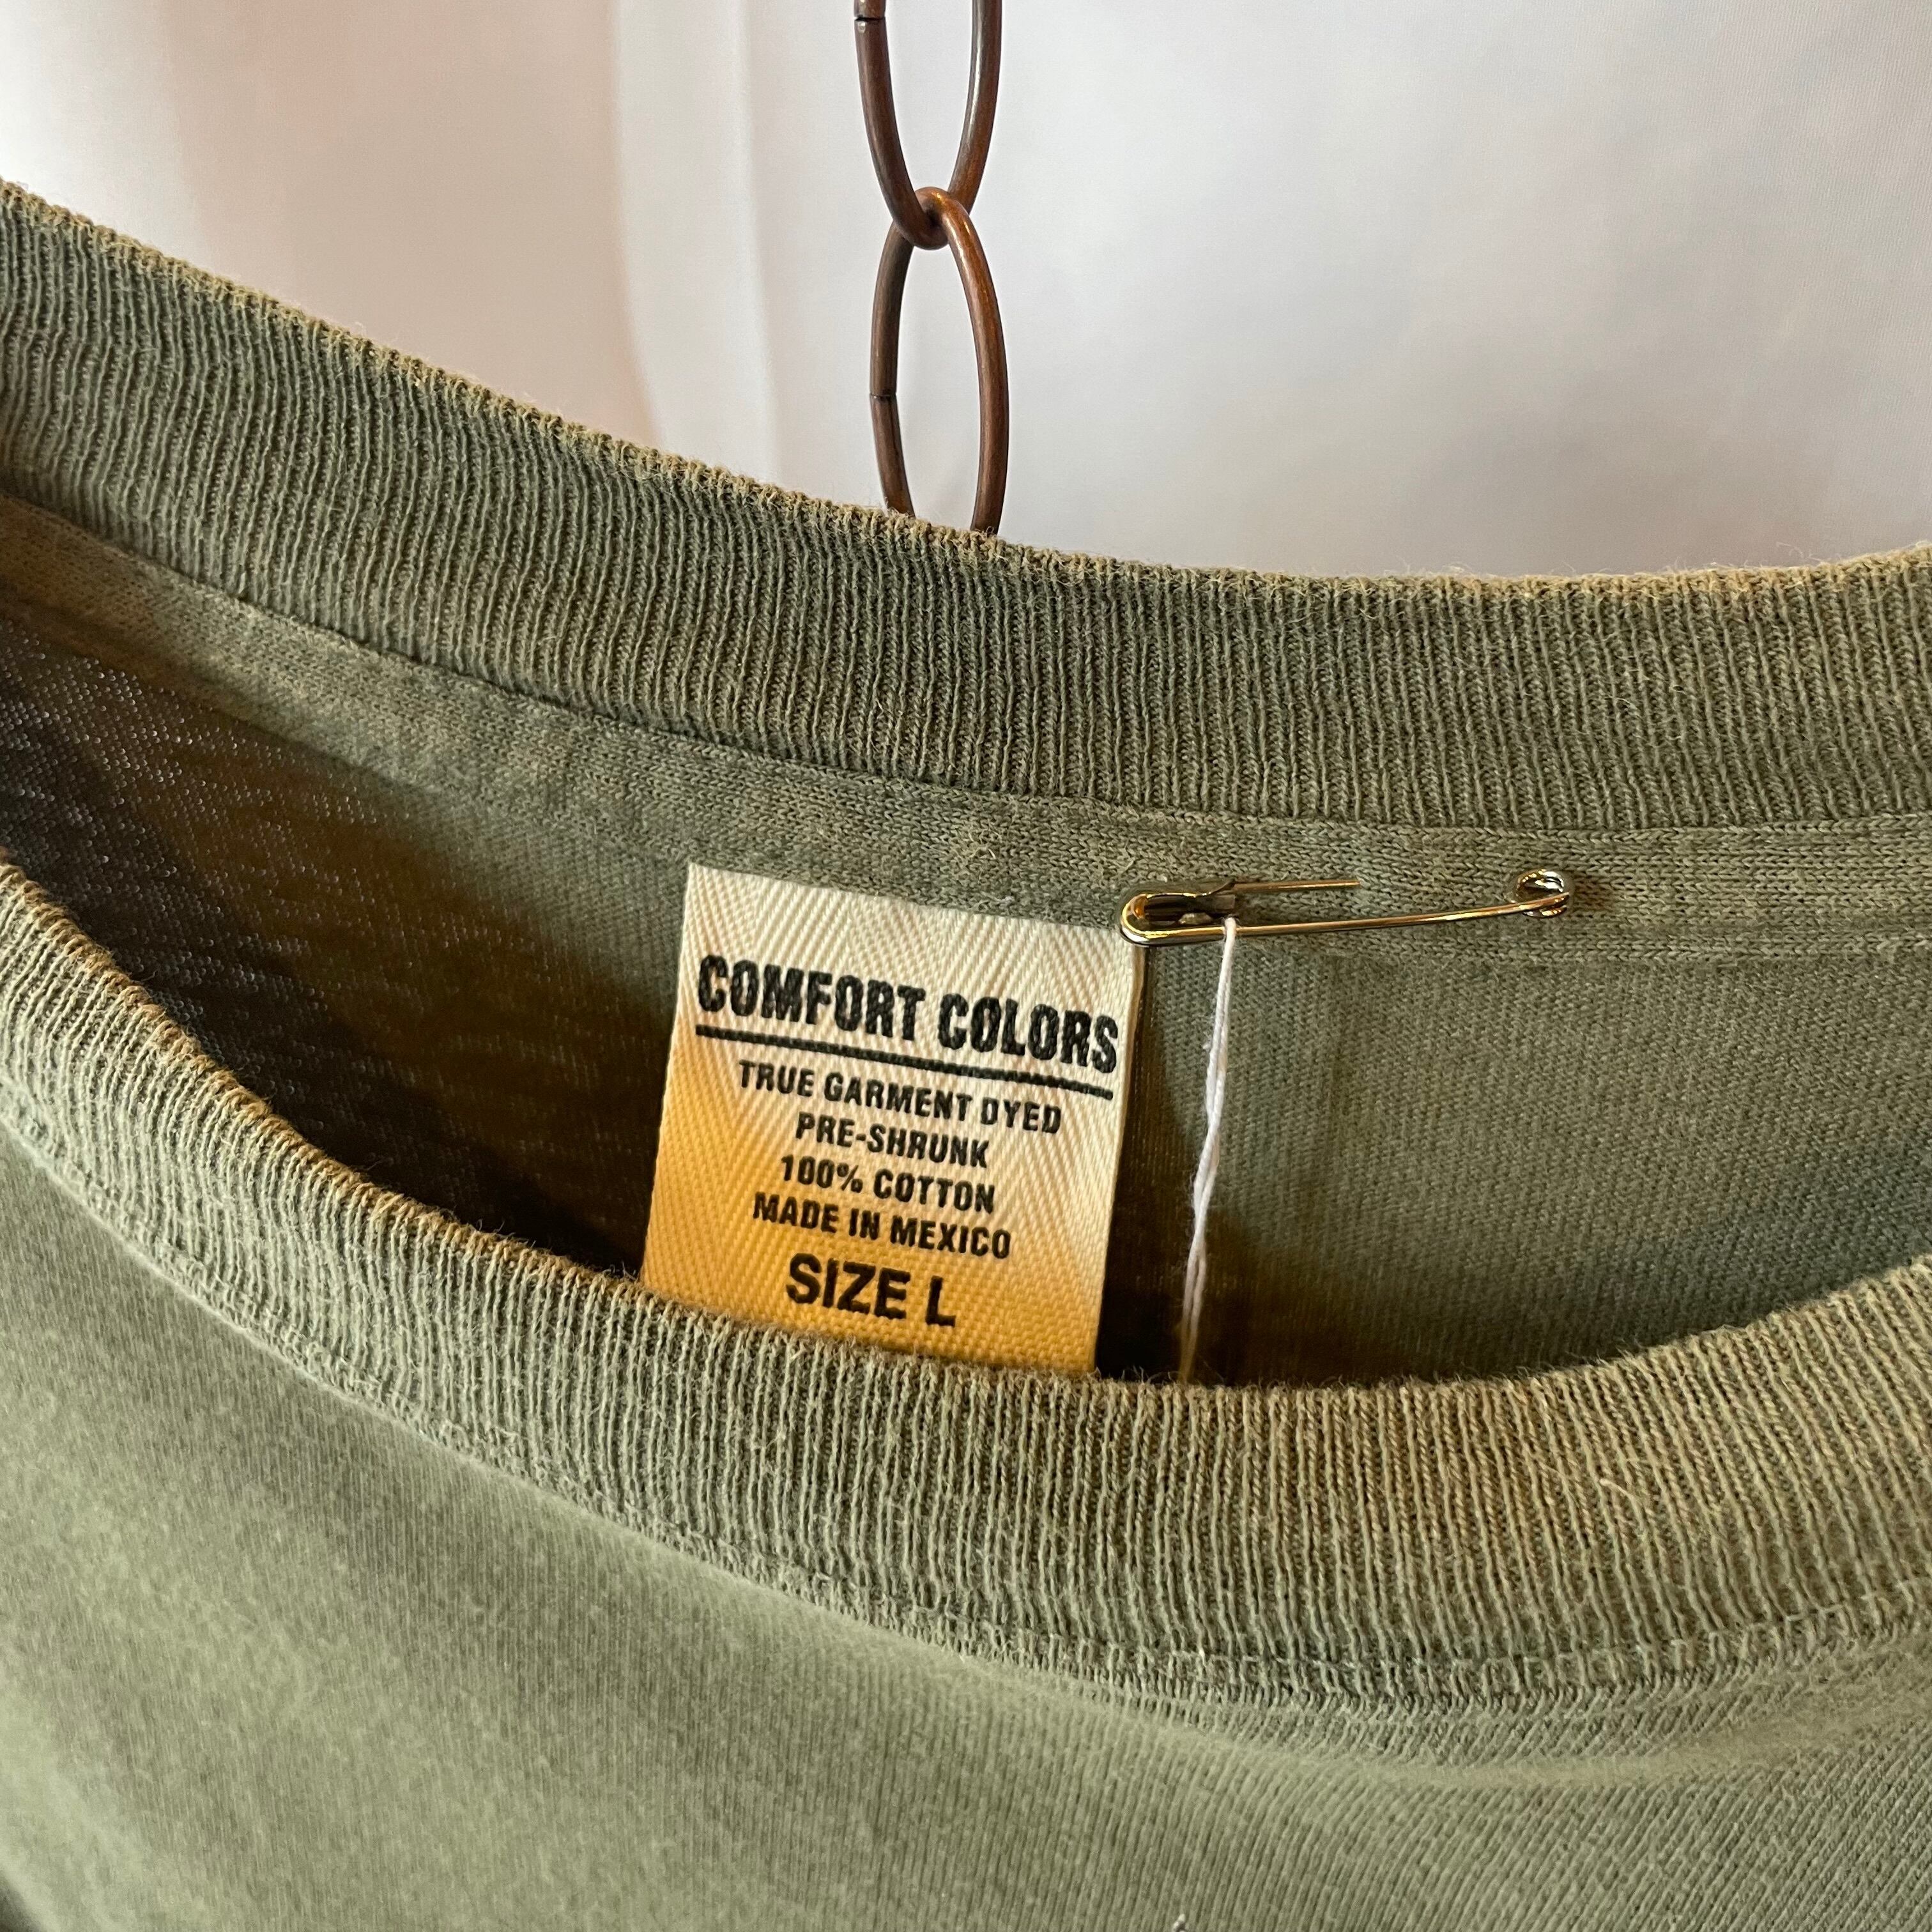 COMFORT COLORS
TRUE GARMENT DYED
PRE-SHRUNK
100% COTTON
MADE IN MEXICO
SIZE L